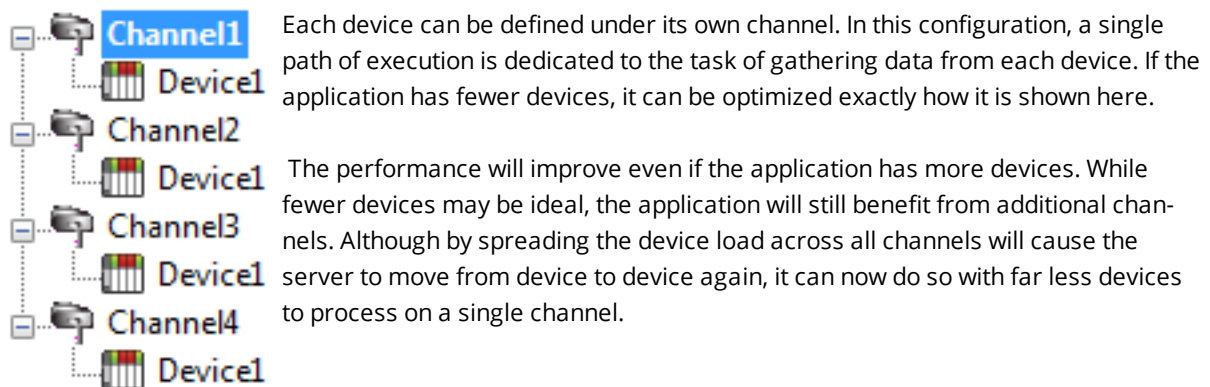 Channel1
Device1
Channel2
Device1
Channel3
Device1
Channel4
Device1
Each device can be defined under its own channel. In this configuration, a single
path of execution is dedicated to the task of gathering data from each device. If the
application has fewer devices, it can be optimized exactly how it is shown here.
The performance will improve even if the application has more devices. While
fewer devices may be ideal, the application will still benefit from additional chan-
nels. Although by spreading the device load across all channels will cause the
server to move from device to device again, it can now do so with far less devices
to process on a single channel.